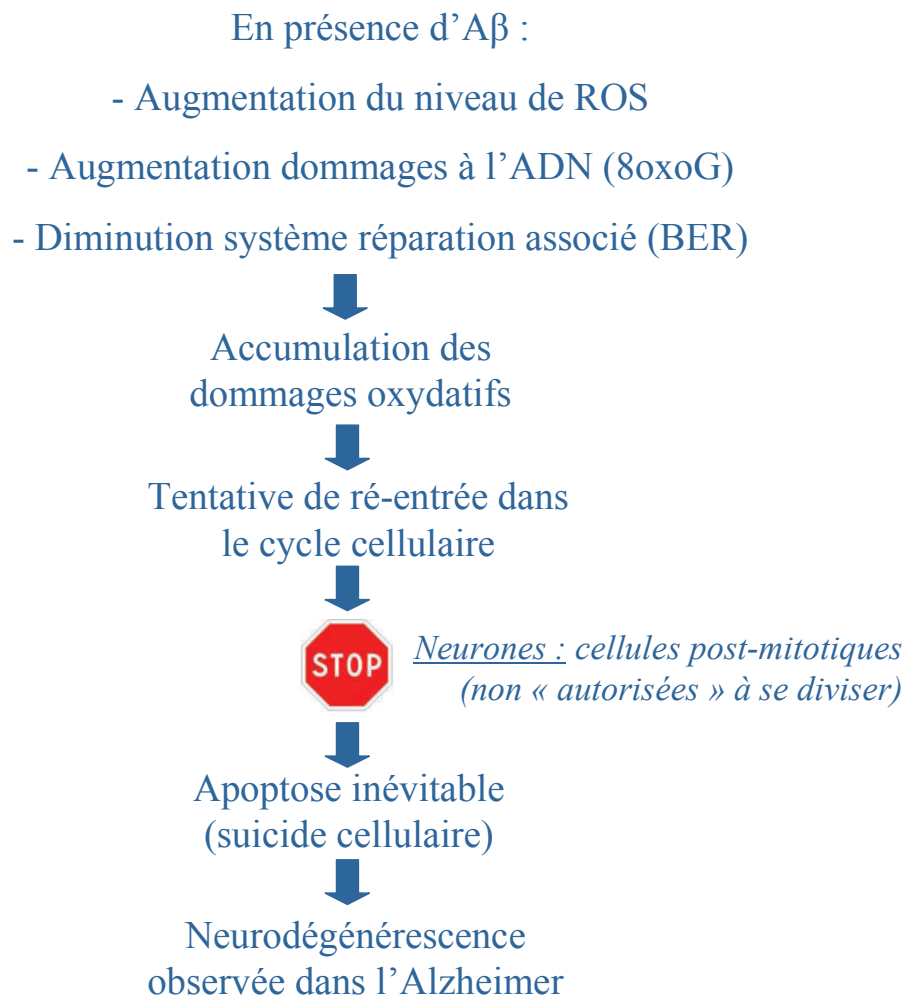 En présence d’Aβ :
- Augmentation du niveau de ROS
- Augmentation dommages à l’ADN (8oxoG)
- Diminution système réparation associé (BER)
Accumulation des
dommages oxydatifs
Tentative de ré-entrée dans
le cycle cellulaire
STOP
Neurones : cellules post-mitotiques
(non « autorisées » à se diviser)
Apoptose inévitable
(suicide cellulaire)
Neurodégénérescence
observée dans l’Alzheimer